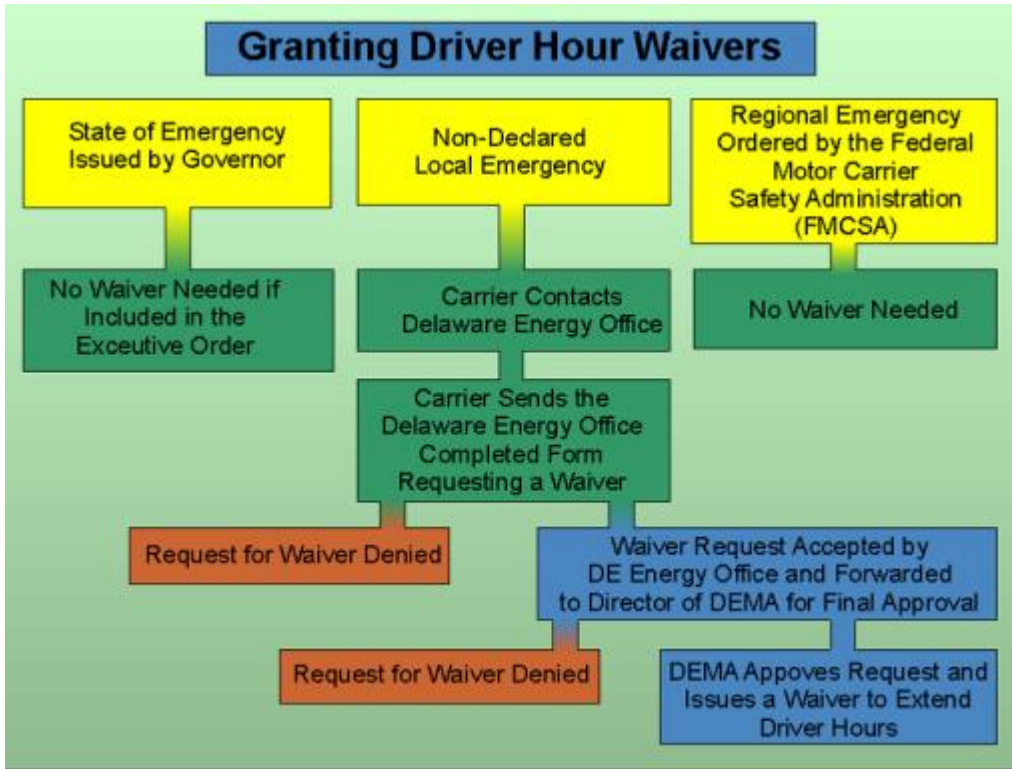 Granting Driver Hour Waivers
State of Emergency
Issued by Governor
Non-Declared
Local Emergency
Regional Emergency
Ordered by the Federal
Motor Carrier
Safety Administration
(FMCSA)
No Waiver Needed if
Included in the
Exceutive Order
Carrier Contacts
Delaware Energy Office
No Waiver Needed
Carrier Sends the
Delaware Energy Office
Completed Form
Requesting a Waiver
Request for Waiver Denied
Waiver Request Accepted by
DE Energy Office and Forwarded
to Director of DEMA for Final Approval
Request for Waiver Denied
DEMA Appoves Request and
Issues a Waiver to Extend
Driver Hours